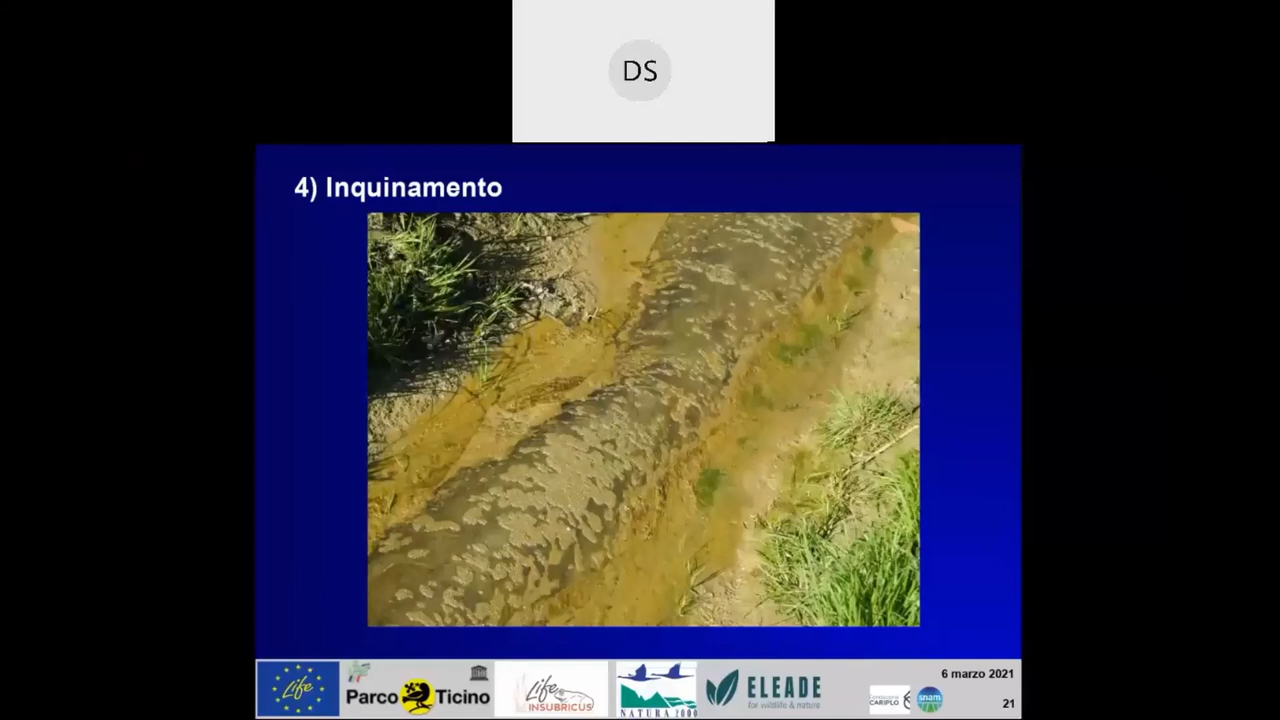 DS
4) Inquinamento
Life
Parco Ticino
Life
INSUBRICUS
NATURA 2000
ELEADE
for wildlife & nature
Fondazione
CARIPLO
snam
6 marzo 2021
21